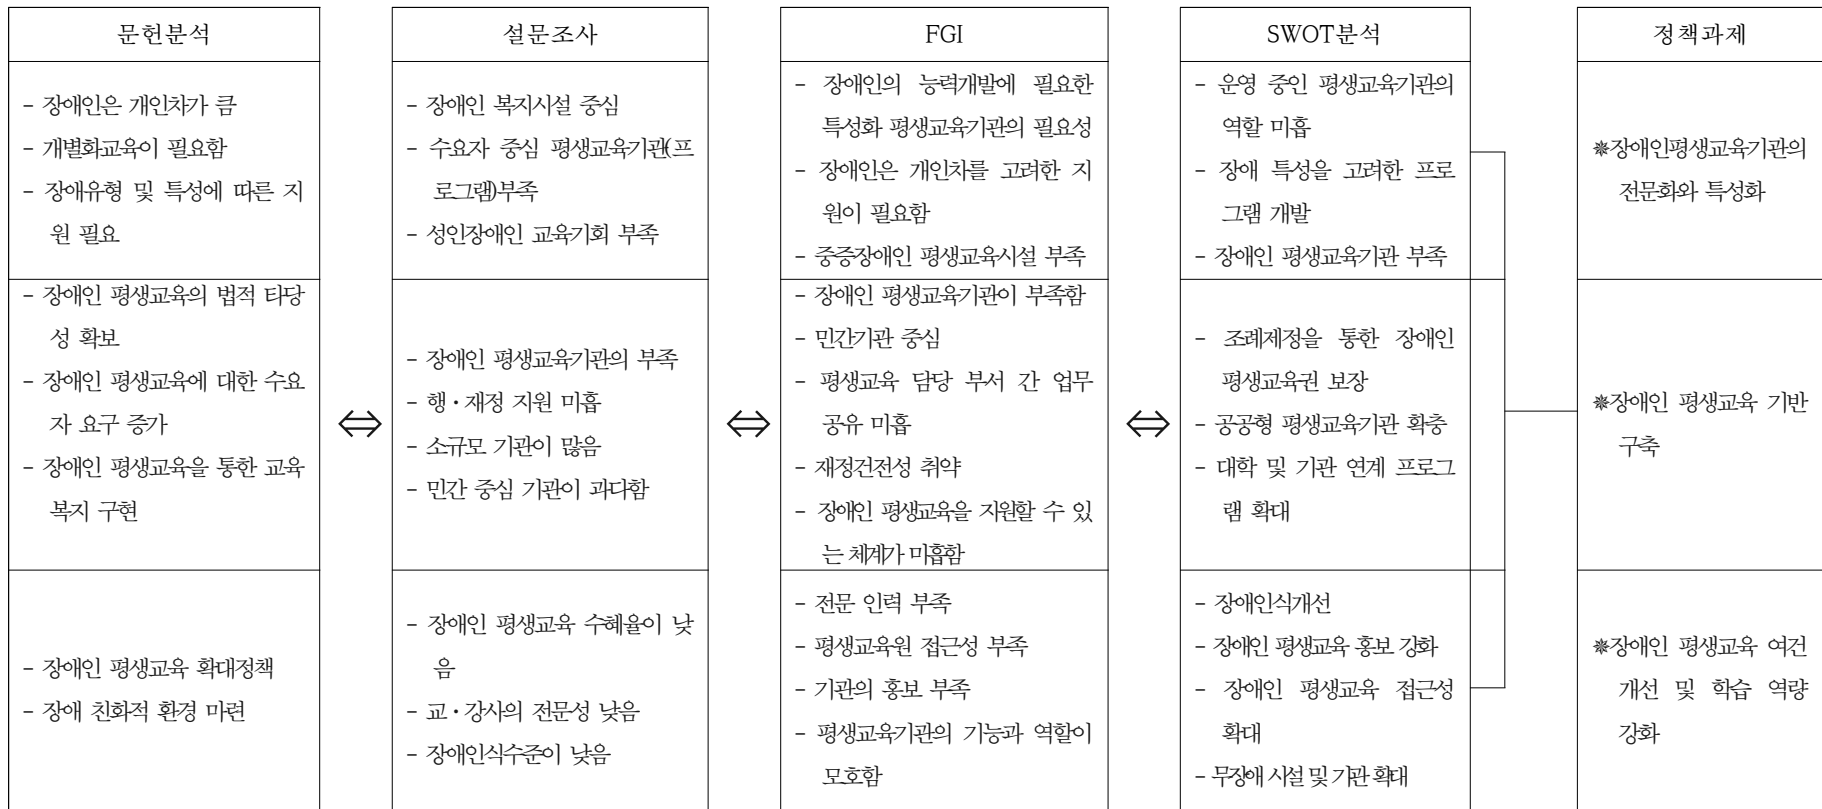 문헌분석
- 장애인은 개인차가 큼
- 개별화교육이 필요함
- 장애유형 및 특성에 따른 지
원 필요
- 장애인 평생교육의 법적 타당
성 확보
- 장애인 평생교육에 대한 수요
자 요구 증가
- 장애인 평생교육을 통한 교육
복지 구현
- 장애인 평생교육 확대정책
- 장애 친화적 환경 마련
⇔
설문조사
- 장애인 복지시설 중심
- 수요자 중심 평생교육기관(프
로그램)부족
- 성인장애인 교육기회 부족
- 장애인 평생교육기관의 부족
- 행·재정 지원 미흡
- 소규모 기관이 많음
- 민간 중심 기관이 과다함
- 장애인 평생교육 수혜율이 낮
음
- 교·강사의 전문성 낮음
- 장애인식수준이 낮음
⇔
FGI
- 장애인의 능력개발에 필요한
특성화 평생교육기관의 필요성
- 장애인은 개인차를 고려한 지
원이 필요함
- 중증장애인 평생교육시설 부족
- 장애인 평생교육기관이 부족함
- 민간기관 중심
- 평생교육 담당 부서 간 업무
공유 미흡
- 재정건전성 취약
- 장애인 평생교육을 지원할 수 있
는 체계가 미흡함
- 전문 인력 부족
- 평생교육원 접근성 부족
- 기관의 홍보 부족
- 평생교육기관의 기능과 역할이
모호함
⇔
SWOT분석
- 운영 중인 평생교육기관의
역할 미흡
- 장애 특성을 고려한 프로
그램 개발
- 장애인 평생교육기관 부족
- 조례제정을 통한 장애인
평생교육권 보장
- 공공형 평생교육기관 확충
- 대학 및 기관 연계 프로그
램 확대
- 장애인식개선
- 장애인 평생교육 홍보 강화
- 장애인 평생교육 접근성
확대
- 무장애 시설 및 기관 확대
정책과제
※장애인평생교육기관의
전문화와 특성화
※장애인 평생교육 기반
구축
※장애인 평생교육 여건
개선 및 학습 역량
강화